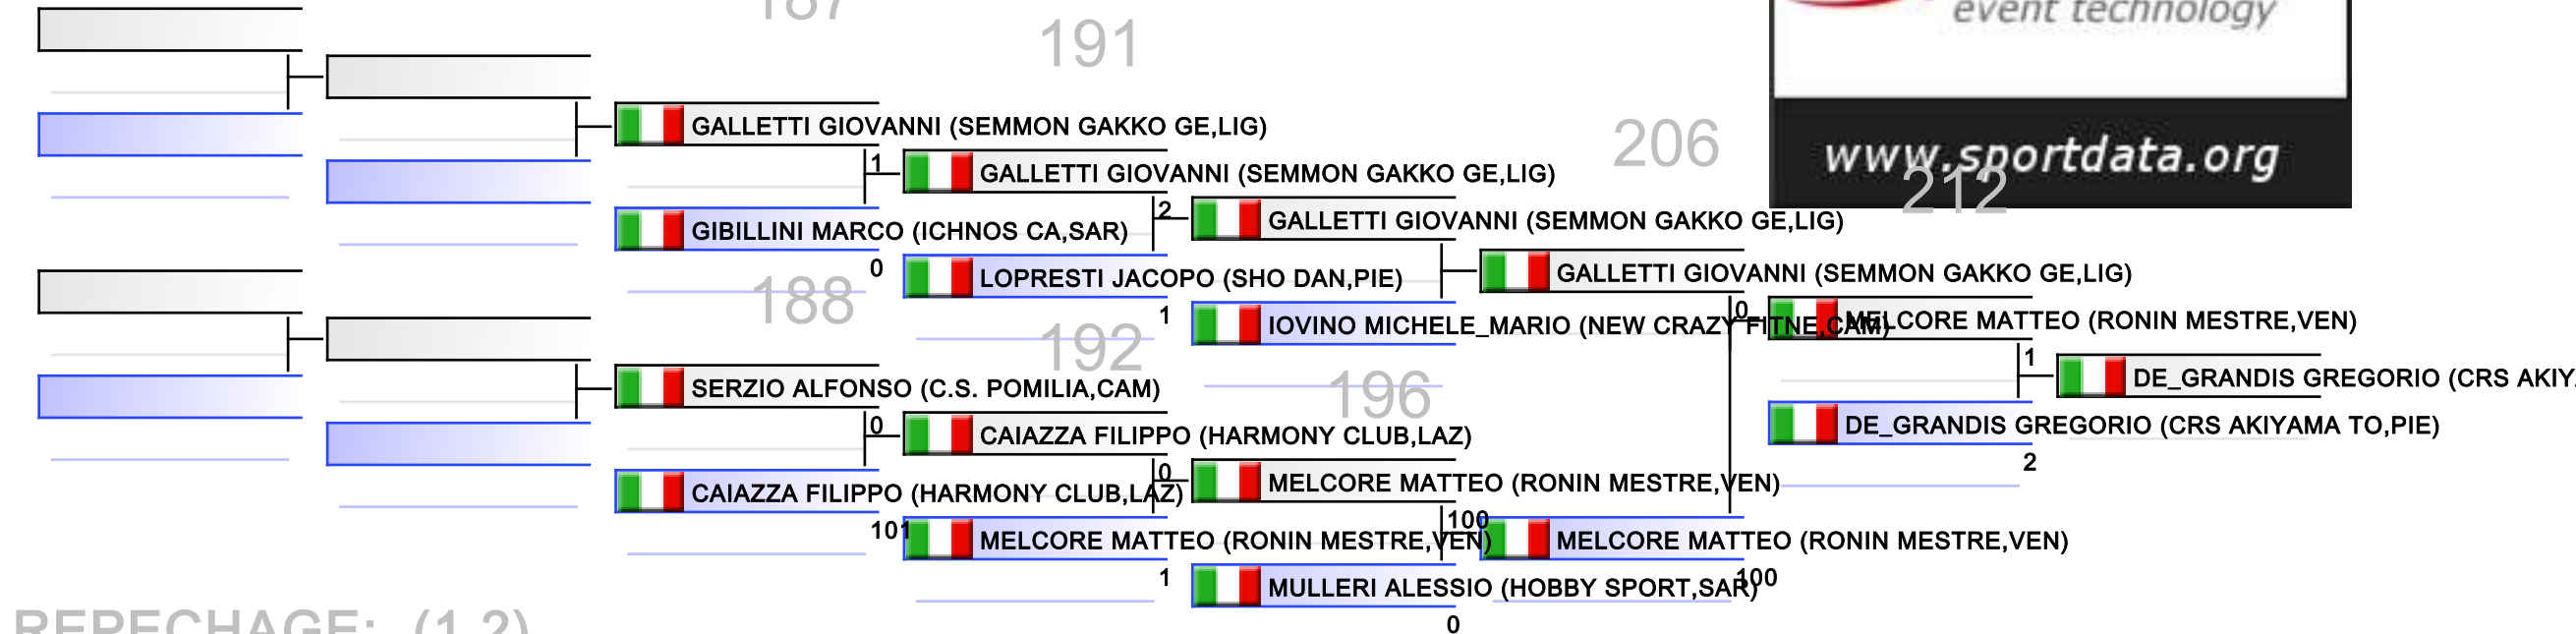 187
191
event technology
206
www.sportdata.org
212
GALLETTI GIOVANNI (SEMMON GAKKO GE,LIG)
1
GALLETTI GIOVANNI (SEMMON GAKKO GE,LIG)
2
GALLETTI GIOVANNI (SEMMON GAKKO GE,LIG)
GIBILLINI MARCO (ICHNOS CA,SAR)
0
LOPRESTI JACOPO (SHO DAN,PIE)
1
GALLETTI GIOVANNI (SEMMON GAKKO GE,LIG)
0
188
IOVINO MICHELE_MARIO (NEW CRAZY FITNE,CAM)
MELCORE MATTEO (RONIN MESTRE,VEN)
192
1
DE_GRANDIS GREGORIO (CRS AKIY
196
SERZIO ALFONSO (C.S. POMILIA,CAM)
0
CAIAZZA FILIPPO (HARMONY CLUB,LAZ)
DE_GRANDIS GREGORIO (CRS AKIYAMA TO,PIE)
2
0
MELCORE MATTEO (RONIN MESTRE,VEN)
CAIAZZA FILIPPO (HARMONY CLUB,LAZ)
101
100
MELCORE MATTEO (RONIN MESTRE,VEN)
1
MELCORE MATTEO (RONIN MESTRE,VEN)
100
MULLERI ALESSIO (HOBBY SPORT,SAR)
0
REPECHAGE: (1,2)